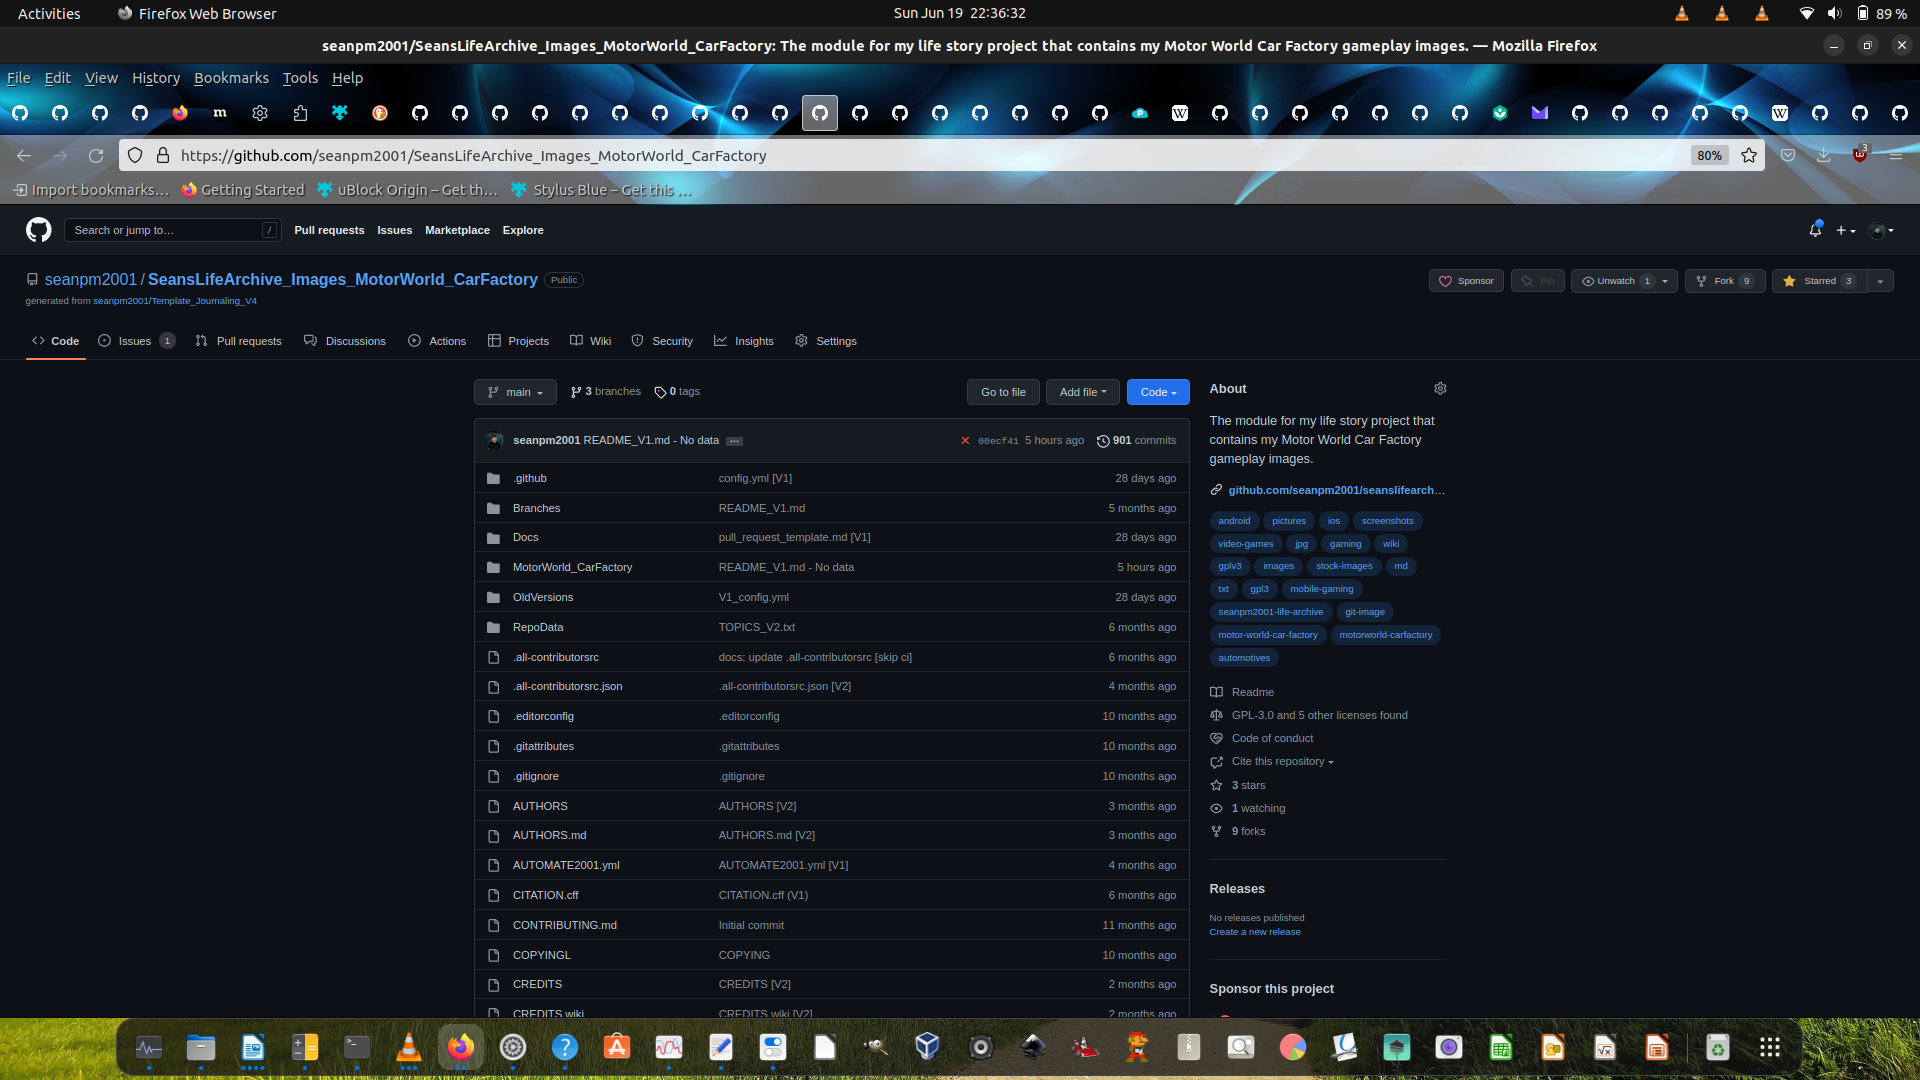 Activities Firefox Web Browser Sun Jun 19 22:36:32 89 %
seanpm2001/SeansLifeArchive_Images_MotorWorld_CarFactory: The module for my life story project that contains my Motor World Car Factory gameplay images. — Mozilla Firefox
File Edit View History Bookmarks Tools Help
https://github.com/seanpm2001/SeansLifeArchive_Images_MotorWorld_CarFactory 80% 3
Import bookmarks… Getting Started uBlock Origin – Get th… Stylus Blue – Get this …
Search or jump to… / Pull requests Issues Marketplace Explore
seanpm2001 / SeansLifeArchive_Images_MotorWorld_CarFactory Public Sponsor Pin Unwatch 1 Fork 9 Starred 3
generated from seanpm2001/Template_Journaling_V4
Code Issues 1 Pull requests Discussions Actions Projects Wiki Security Insights Settings
main 3 branches 0 tags Go to file Add file Code
seanpm2001 README_V1.md - No data ... 00ecf41 5 hours ago 901 commits
.github config.yml [V1] 28 days ago
Branches README_V1.md 5 months ago
Docs pull_request_template.md [V1] 28 days ago
MotorWorld_CarFactory README_V1.md - No data 5 hours ago
OldVersions V1_config.yml 28 days ago
RepoData TOPICS_V2.txt 6 months ago
.all-contributorsrc docs: update .all-contributorsrc [skip ci] 6 months ago
.all-contributorsrc.json .all-contributorsrc.json [V2] 4 months ago
.editorconfig .editorconfig 10 months ago
.gitattributes .gitattributes 10 months ago
.gitignore .gitignore 10 months ago
AUTHORS AUTHORS [V2] 3 months ago
AUTHORS.md AUTHORS.md [V2] 3 months ago
AUTOMATE2001.yml AUTOMATE2001.yml [V1] 4 months ago
CITATION.cff CITATION.cff (V1) 6 months ago
CONTRIBUTING.md Initial commit 11 months ago
COPYINGL COPYING 10 months ago
CREDITS CREDITS [V2] 2 months ago
CREDITS.wiki CREDITS.wiki [V2] 2 months ago
About
The module for my life story project that
contains my Motor World Car Factory
gameplay images.
github.com/seanpm2001/seanslifearch…
android pictures ios screenshots
video-games jpg gaming wiki
gplv3 images stock-images md
txt gpl3 mobile-gaming
seanpm2001-life-archive git-image
motor-world-car-factory motorworld-carfactory
automotives
Readme
GPL-3.0 and 5 other licenses found
Code of conduct
Cite this repository
3 stars
1 watching
9 forks
Releases
No releases published
Create a new release
Sponsor this project